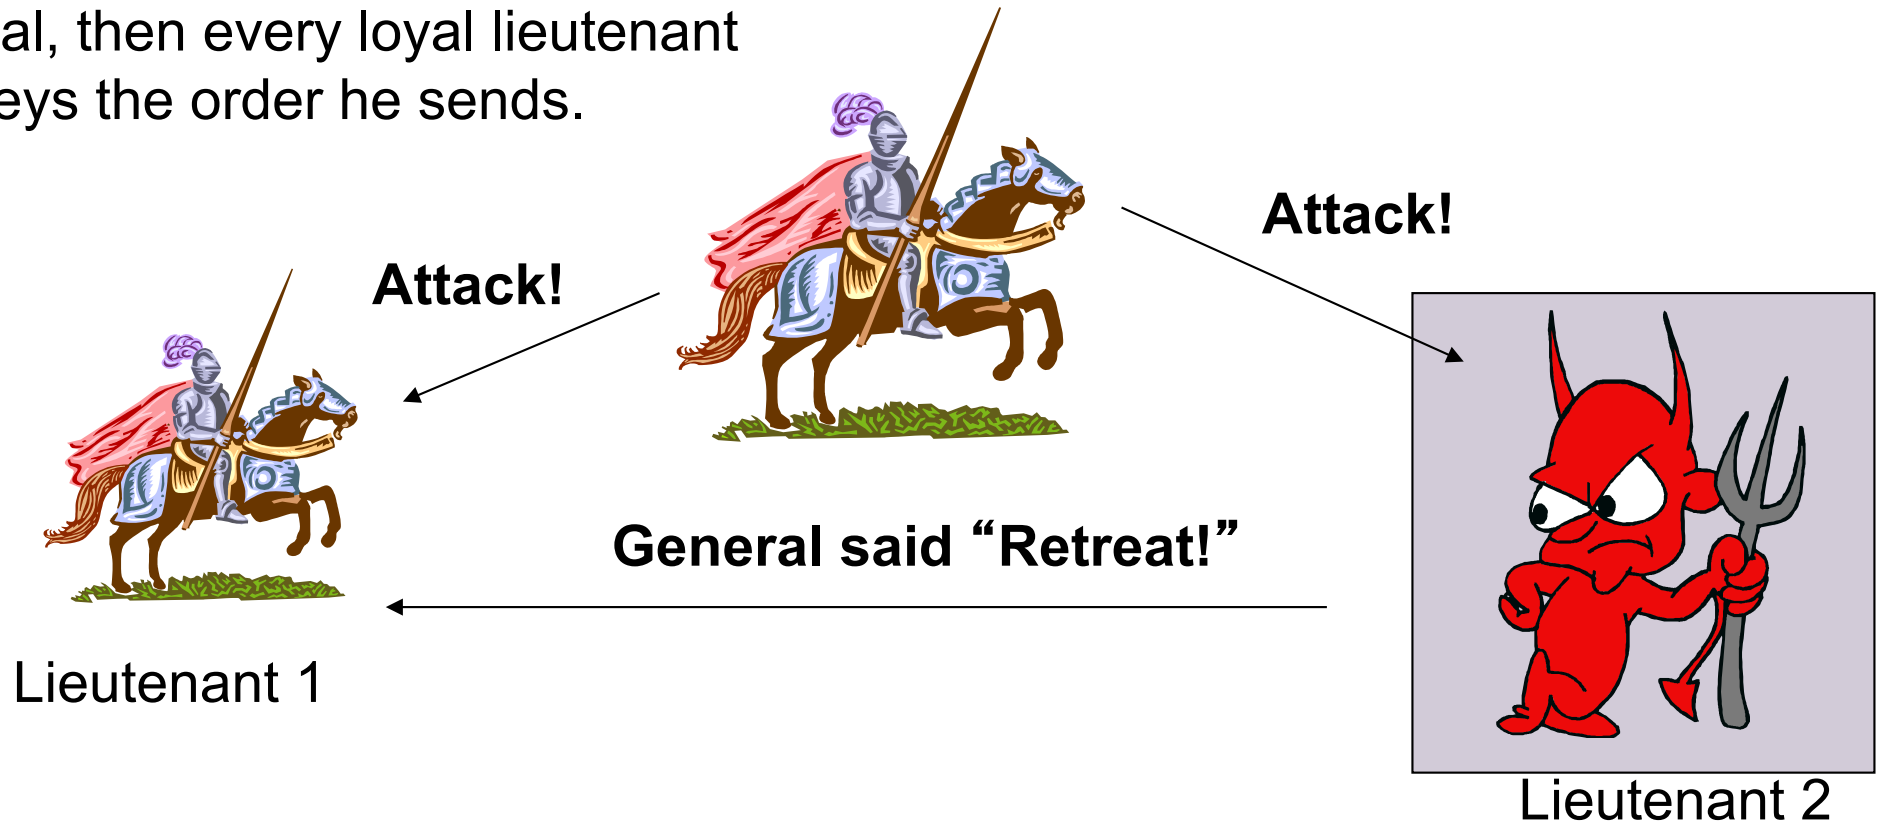 al, then every loyal lieutenant
eys the order he sends.
Attack!
Attack!
General said “Retreat!”
Lieutenant 1
Lieutenant 2